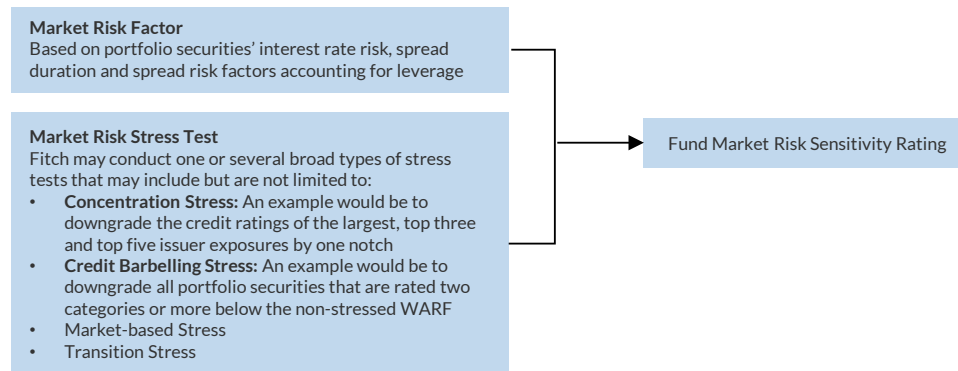 Market Risk Factor
Based on portfolio securities’ interest rate risk, spread
duration and spread risk factors accounting for leverage
Market Risk Stress Test
Fitch may conduct one or several broad types of stress
tests that may include but are not limited to:
• Concentration Stress: An example would be to
downgrade the credit ratings of the largest, top three
and top five issuer exposures by one notch
• Credit Barbelling Stress: An example would be to
downgrade all portfolio securities that are rated two
categories or more below the non-stressed WARF
• Market-based Stress
• Transition Stress
Fund Market Risk Sensitivity Rating